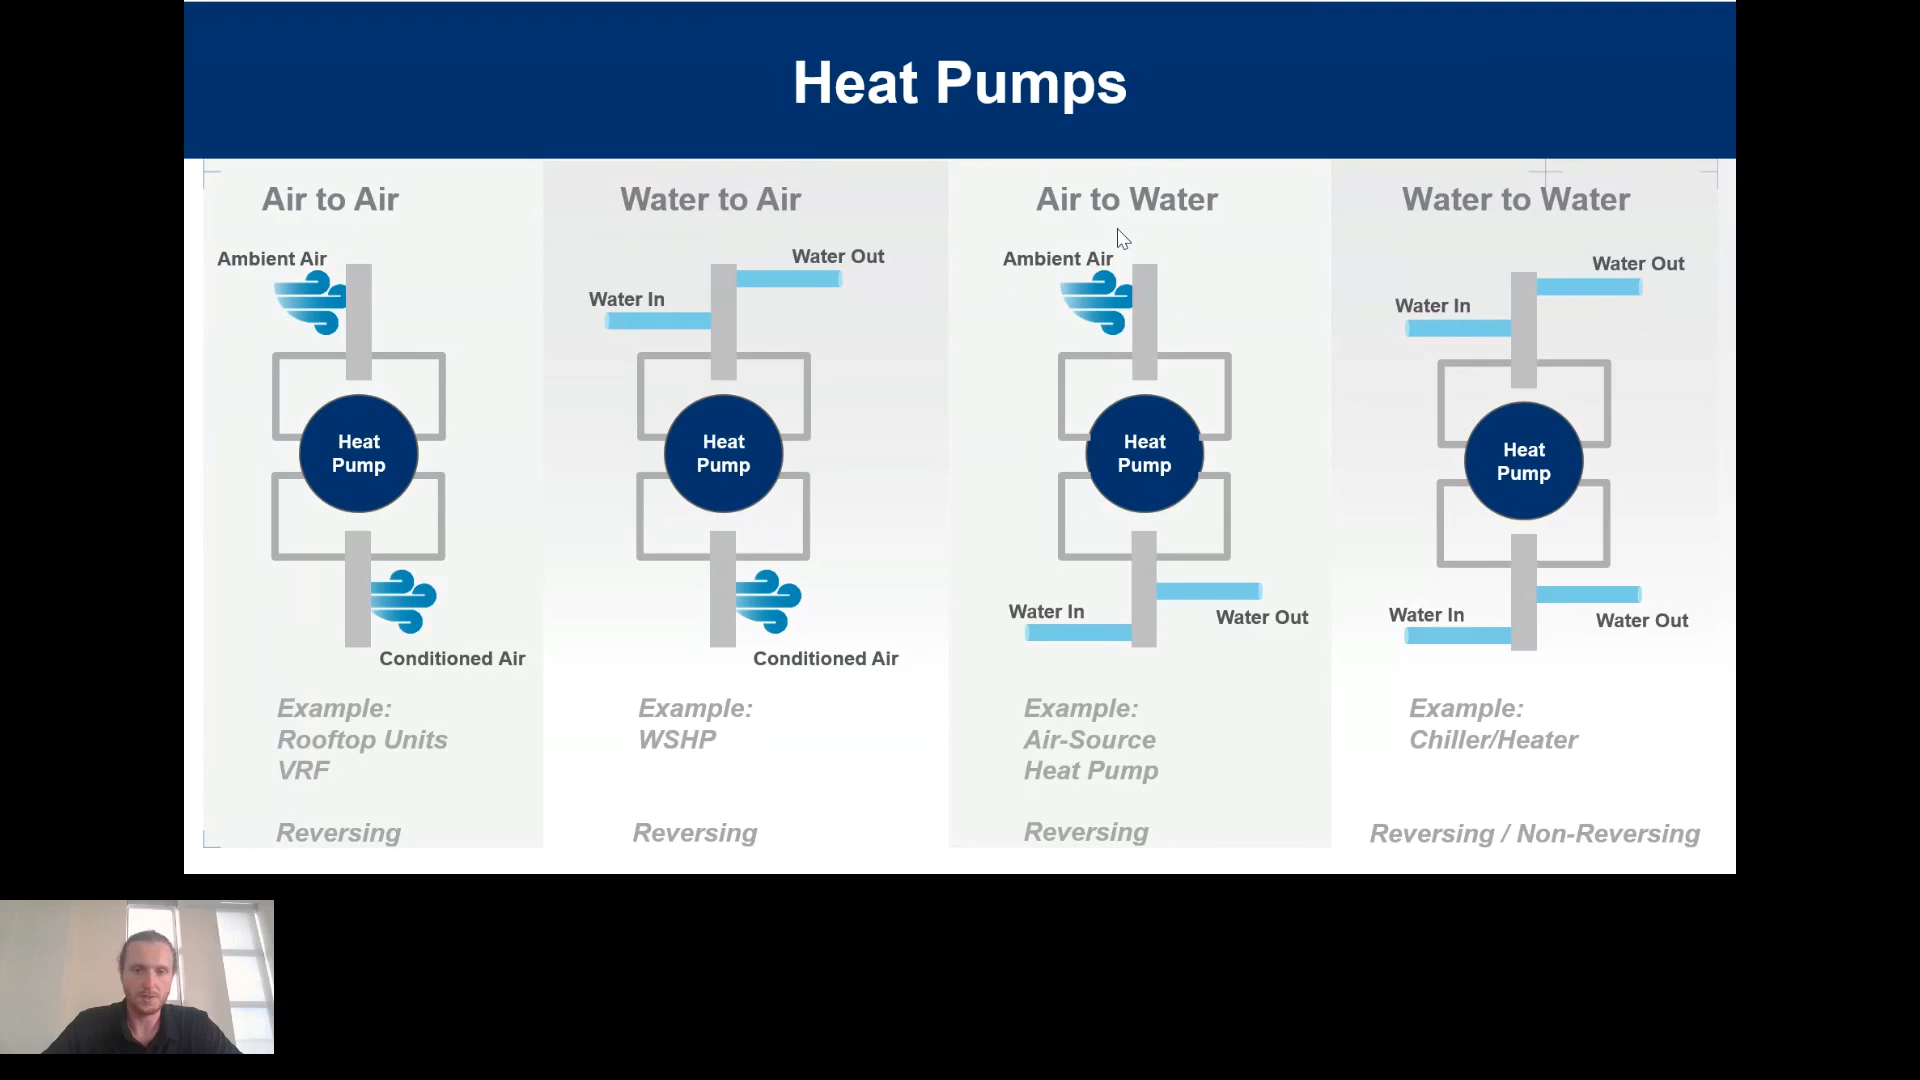 Heat Pumps
Air to Air
Ambient Air
Heat
Pump
Conditioned Air
Example:
Rooftop Units
VRF
Reversing
Water to Air
Water Out
Water In
Heat
Pump
Conditioned Air
Example:
WSHP
Reversing
Air to Water
Ambient Air
Heat
Pump
Water In
Water Out
Example:
Air-Source
Heat Pump
Reversing
Water to Water
Water Out
Water In
Heat
Pump
Water In
Water Out
Example:
Chiller/Heater
Reversing / Non-Reversing